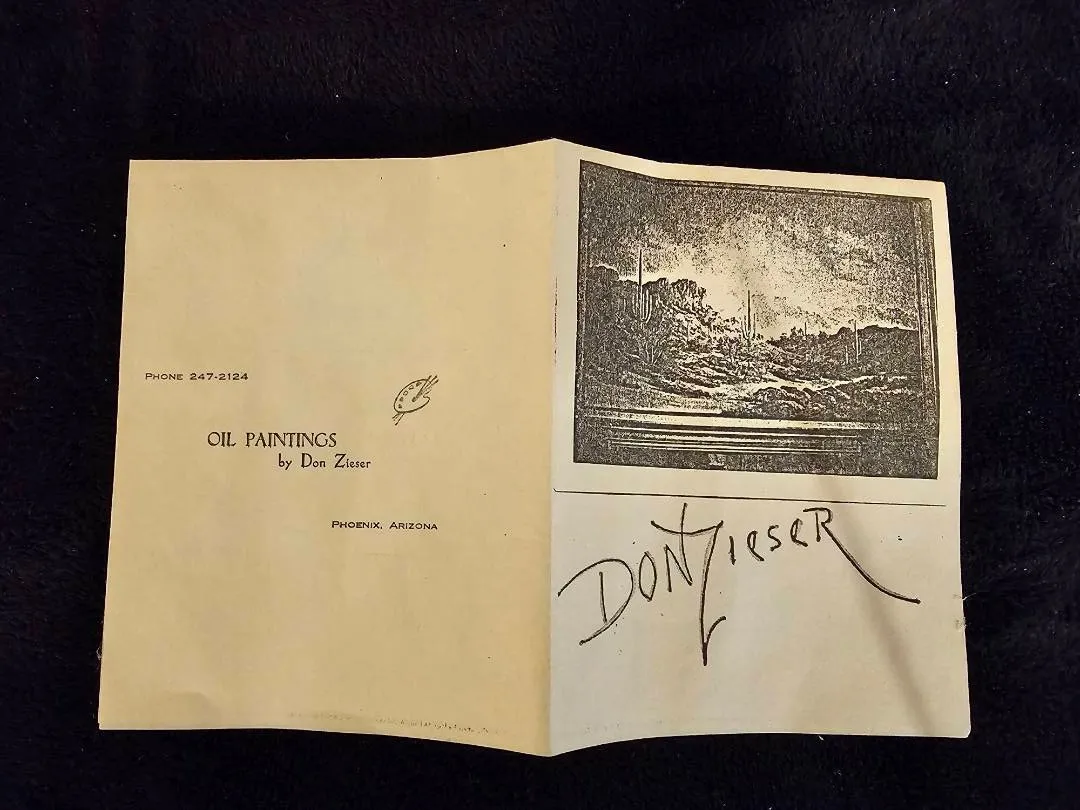 PHONE 247-2124
OIL PAINTINGS
by Don Zieser
PHOENIX, ARIZONA
DON Zieser